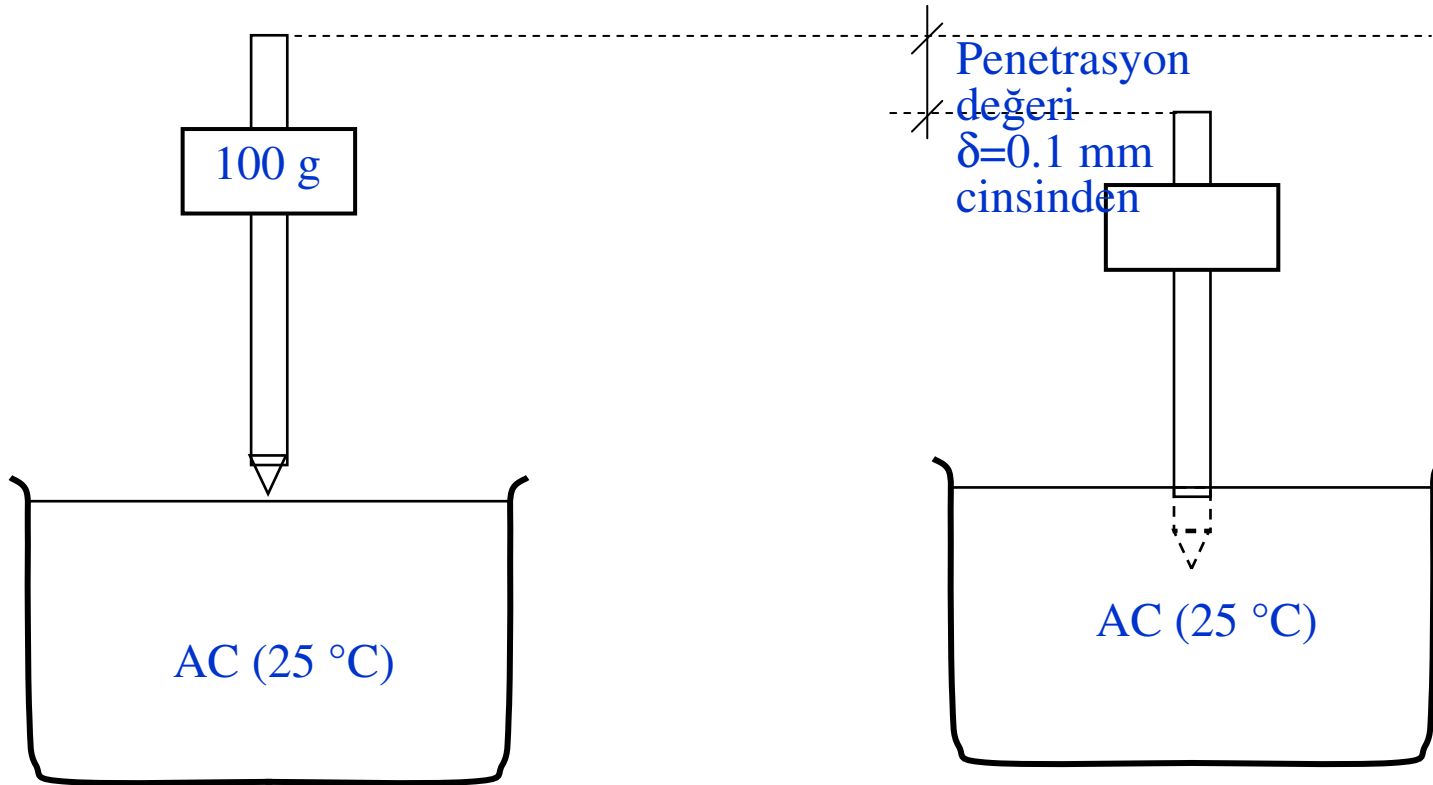 100 g
AC (25 °C)
Penetrasyon
değeri
δ=0.1 mm
cinsinden
AC (25 °C)